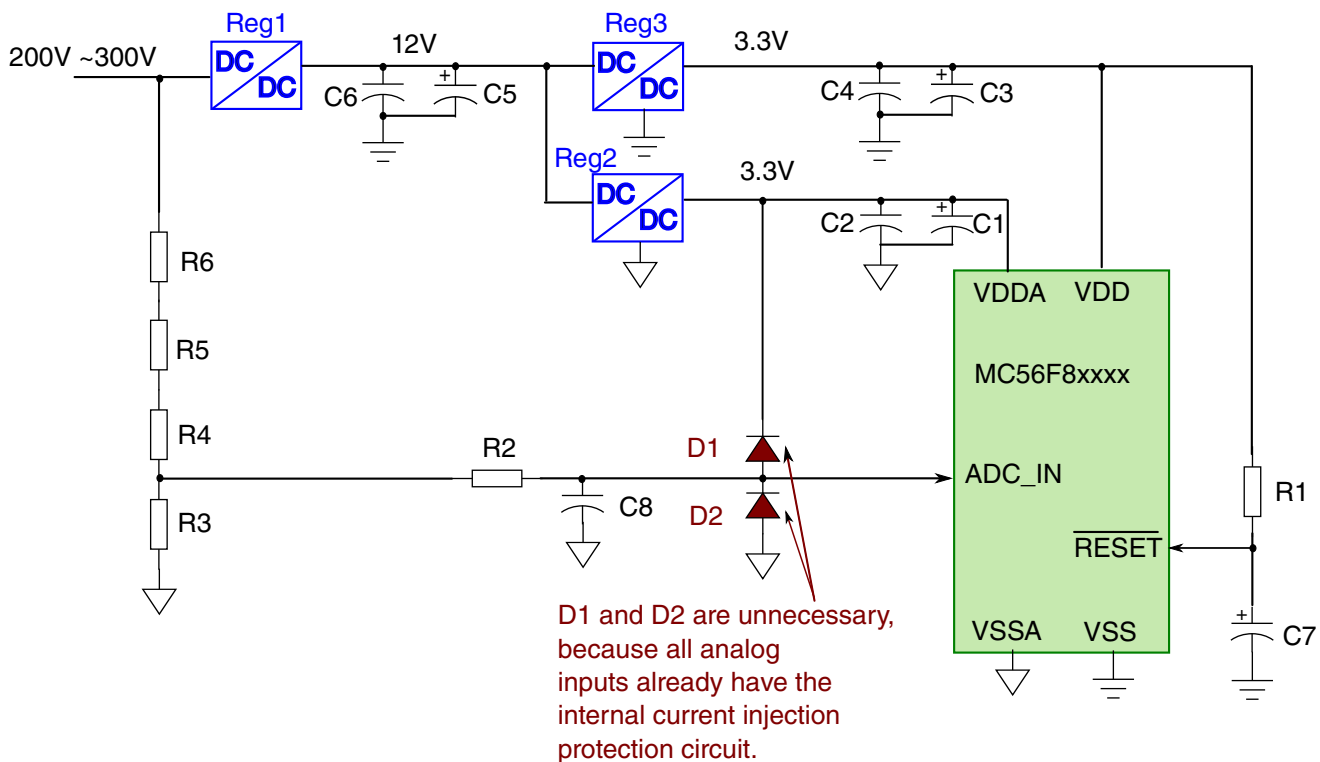 Reg1
Reg3
200V ~300V
DC
DC
12V
DC
DC
3.3V
C6
+
C5
C4
+
C3
Reg2
DC
DC
3.3V
C2
+
C1
R6
VDDA
VDD
R5
MC56F8xxxx
R4
R2
D1
ADC_IN
R1
R3
C8
D2
RESET
D1 and D2 are unnecessary,
because all analog
inputs already have the
internal current injection
protection circuit.
VSSA
VSS
+
C7